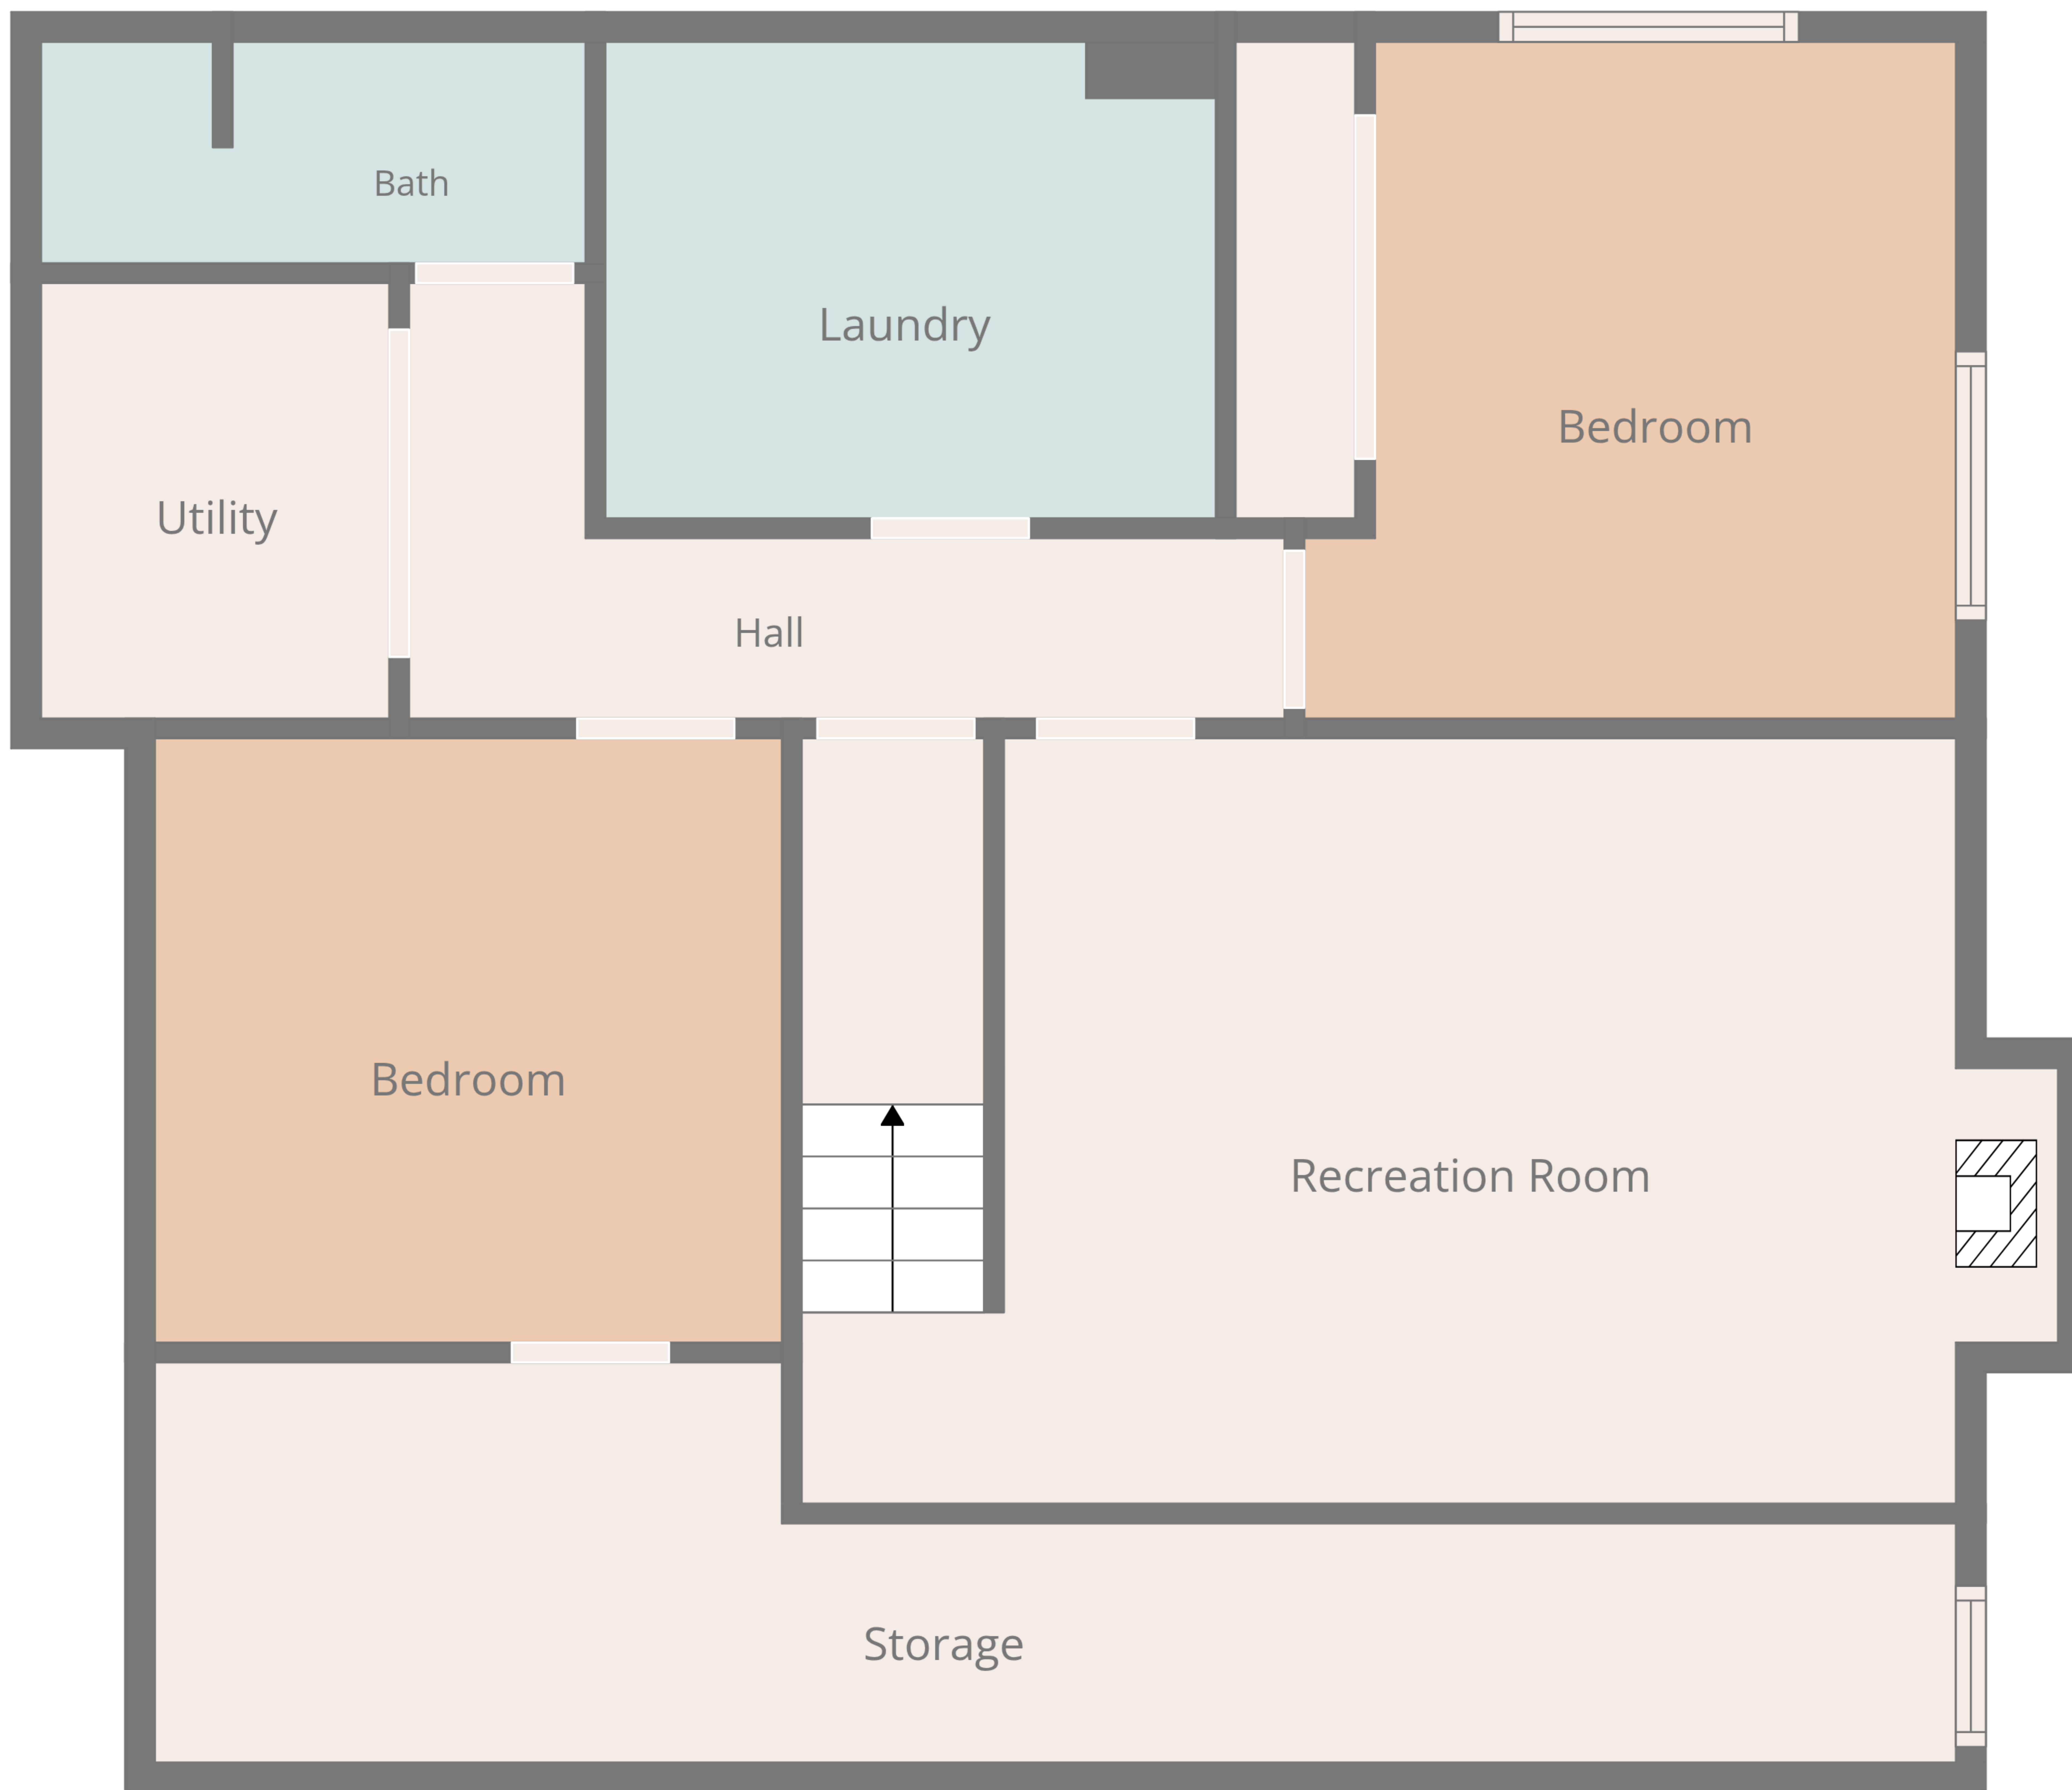 Bath
Laundry
Bedroom
Utility
Hall
Bedroom
Recreation Room
Storage